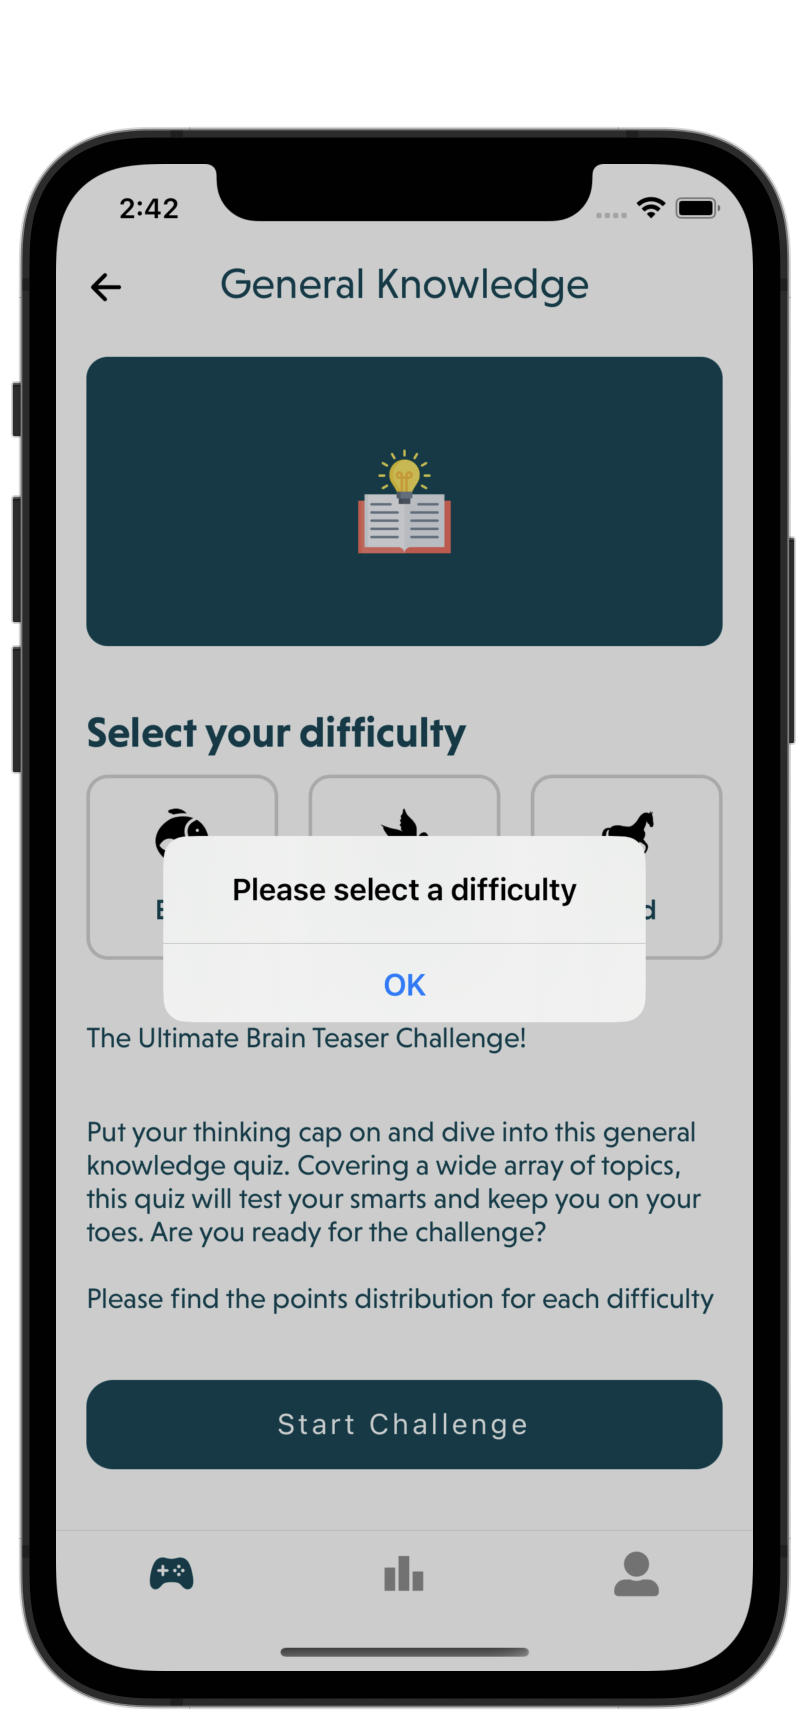 2:42
General Knowledge
Select your difficulty
Please select a difficulty
OK
The Ultimate Brain Teaser Challenge!
Put your thinking cap on and dive into this general
knowledge quiz. Covering a wide array of topics,
this quiz will test your smarts and keep you on your
toes. Are you ready for the challenge?
Please find the points distribution for each difficulty
Start Challenge